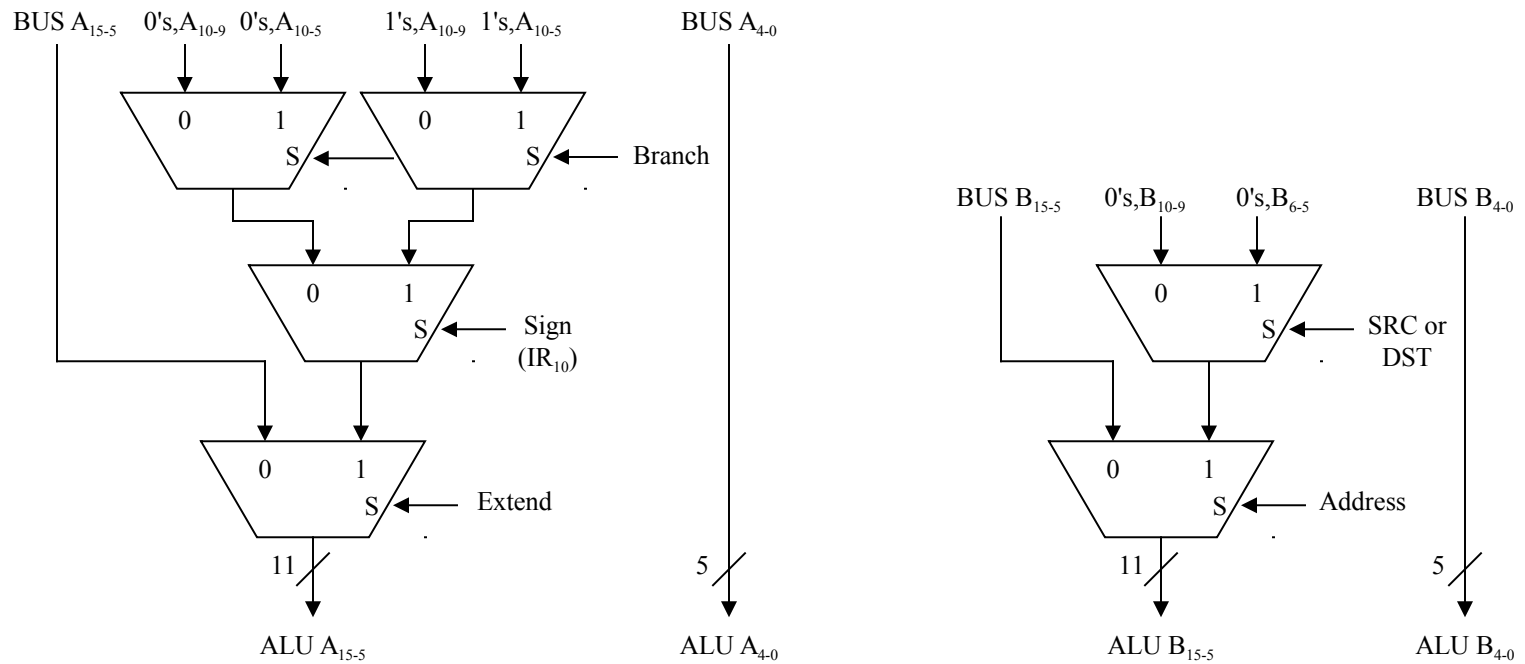 BUS A₁₅₋₅ 0's,A₁₀₋₉ 0's,A₁₀₋₅ 1's,A₁₀₋₉ 1's,A₁₀₋₅ BUS A₄₋₀
0 1 0 1
S S Branch
BUS B₁₅₋₅ 0's,B₁₀₋₉ 0's,B₆₋₅ BUS B₄₋₀
0 1 0 1
S Sign S SRC or
(IR₁₀) DST
0 1 0 1
S Extend S Address
11 5 11 5
ALU A₁₅₋₅ ALU A₄₋₀ ALU B₁₅₋₅ ALU B₄₋₀